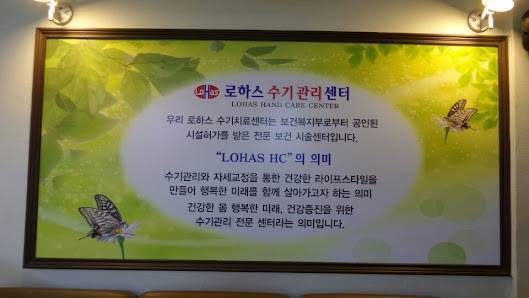 LoHas 로하스 수기관리센터
LOHAS HAND CARE CENTER
우리 로하스 수기치료센터는 보건복지부로부터 공인된
시설허가를 받은 전문 보건 시술센터입니다.
“LOHAS HC”의 의미
수기관리와 자세교정을 통한 건강한 라이프스타일을
만들어 행복한 미래를 함께 살아가고자 하는 의미
건강한 몸 행복한 미래, 건강증진을 위한
수기관리 전문 센터라는 의미입니다.